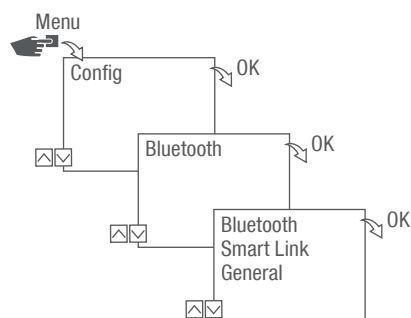 Menu
Config
OK
Bluetooth
OK
Bluetooth
Smart Link
General
OK